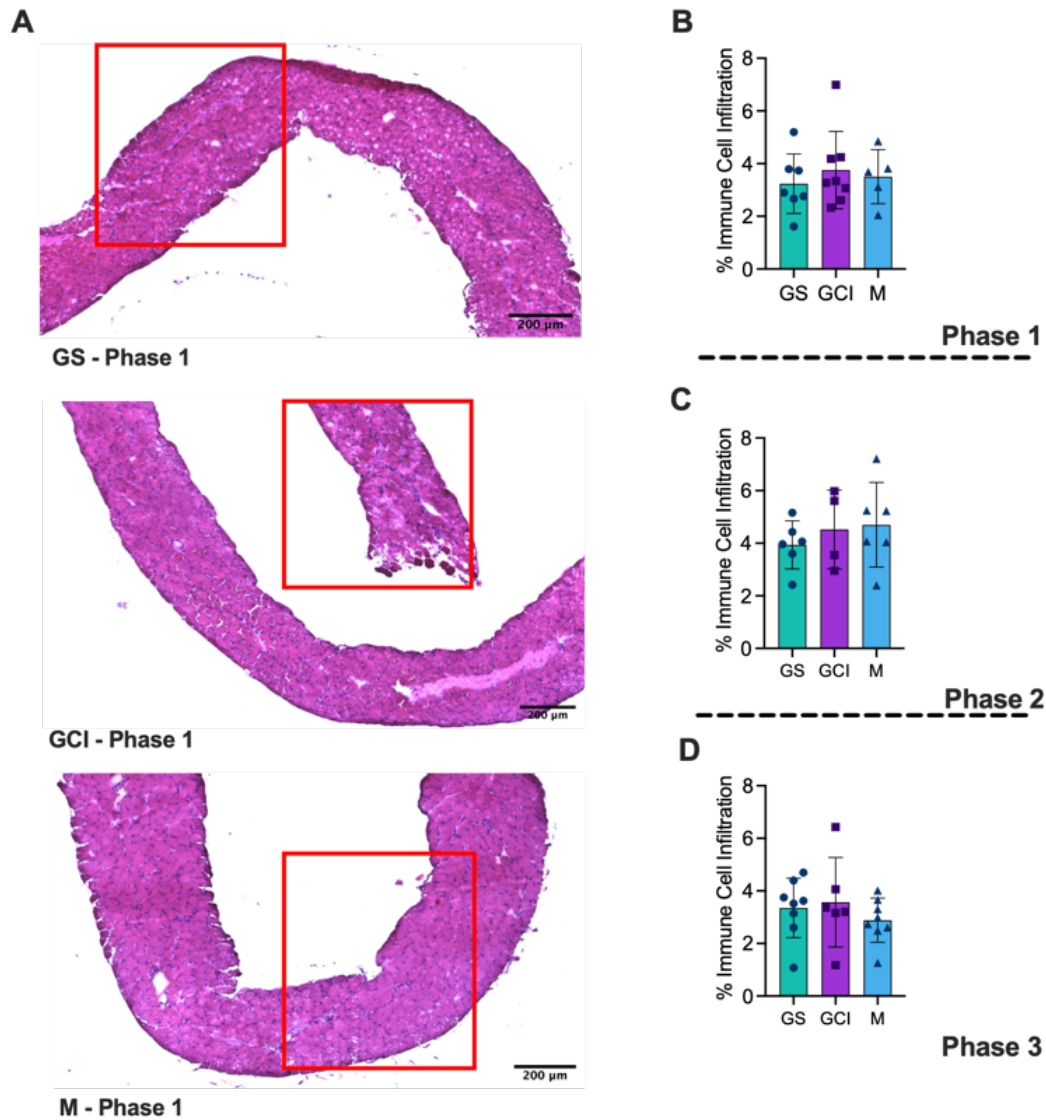 A
200 µm
GS - Phase 1
200 µm
GCI - Phase 1
200 µm
M - Phase 1
B
% Immune Cell Infiltration
8
6
4
2
0
GS GCI M
Phase 1
C
% Immune Cell Infiltration
8
6
4
2
0
GS GCI M
Phase 2
D
% Immune Cell Infiltration
8
6
4
2
0
GS GCI M
Phase 3